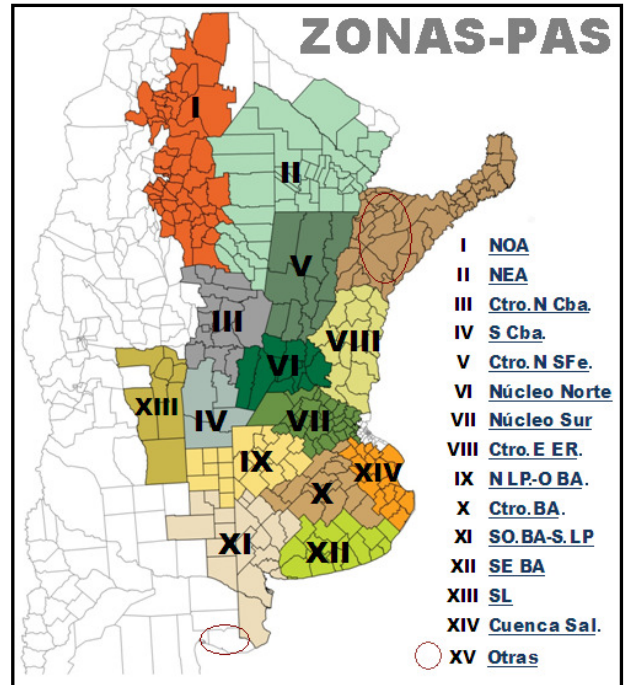 ZONAS-PAS
I
II
V
III
VIII
VI
XIII
IV
VII
IX
XIV
X
XI
XII
I NOA
II NEA
III Ctro.N Cba.
IV S Cba.
V Ctro.N SFe.
VI Núcleo Norte
VII Núcleo Sur
VIII Ctro.E ER.
IX N LP-O BA.
X Ctro.BA.
XI SO.BA-S.LP
XII SE BA
XIII SL
XIV Cuenca Sal.
XV Otras